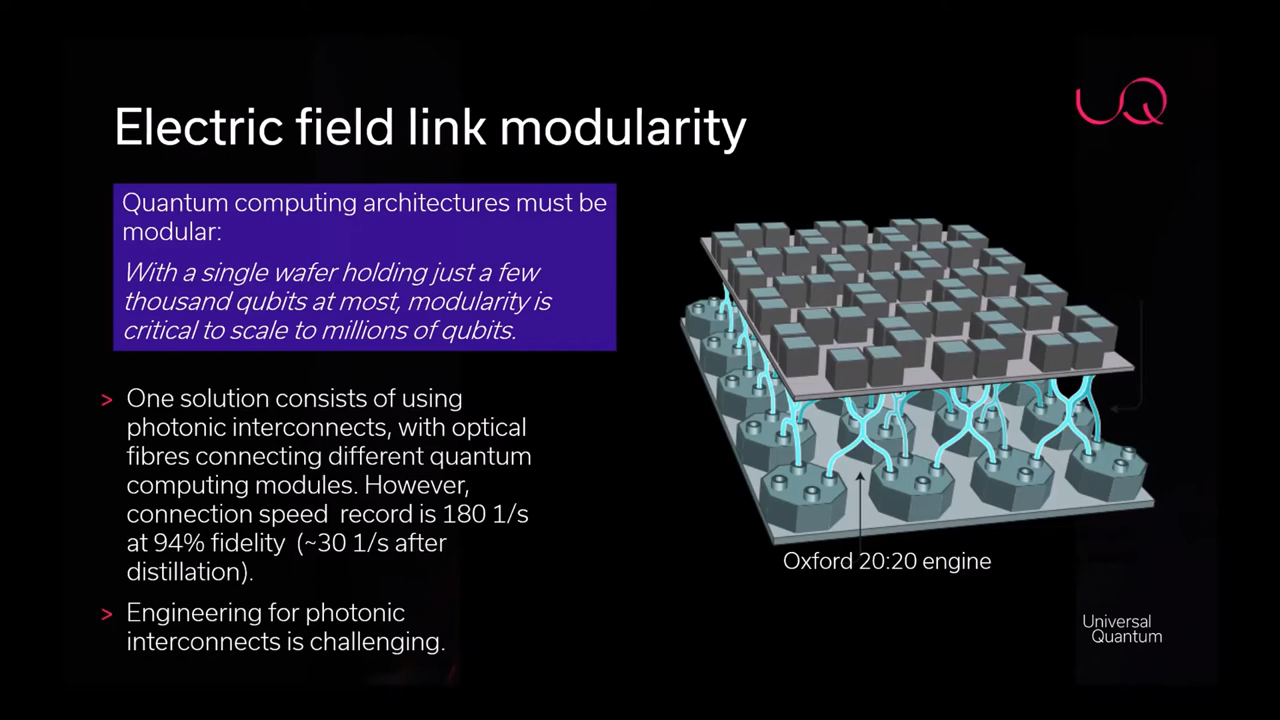 Electric field link modularity
UQ
Quantum computing architectures must be
modular:
With a single wafer holding just a few
thousand qubits at most, modularity is
critical to scale to millions of qubits.
> One solution consists of using
photonic interconnects, with optical
fibres connecting different quantum
computing modules. However,
connection speed record is 180 1/s
at 94% fidelity (~30 1/s after
distillation).
> Engineering for photonic
interconnects is challenging.
Oxford 20:20 engine
Universal
Quantum